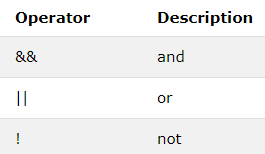 Operator Description
&& and
|| or
! not